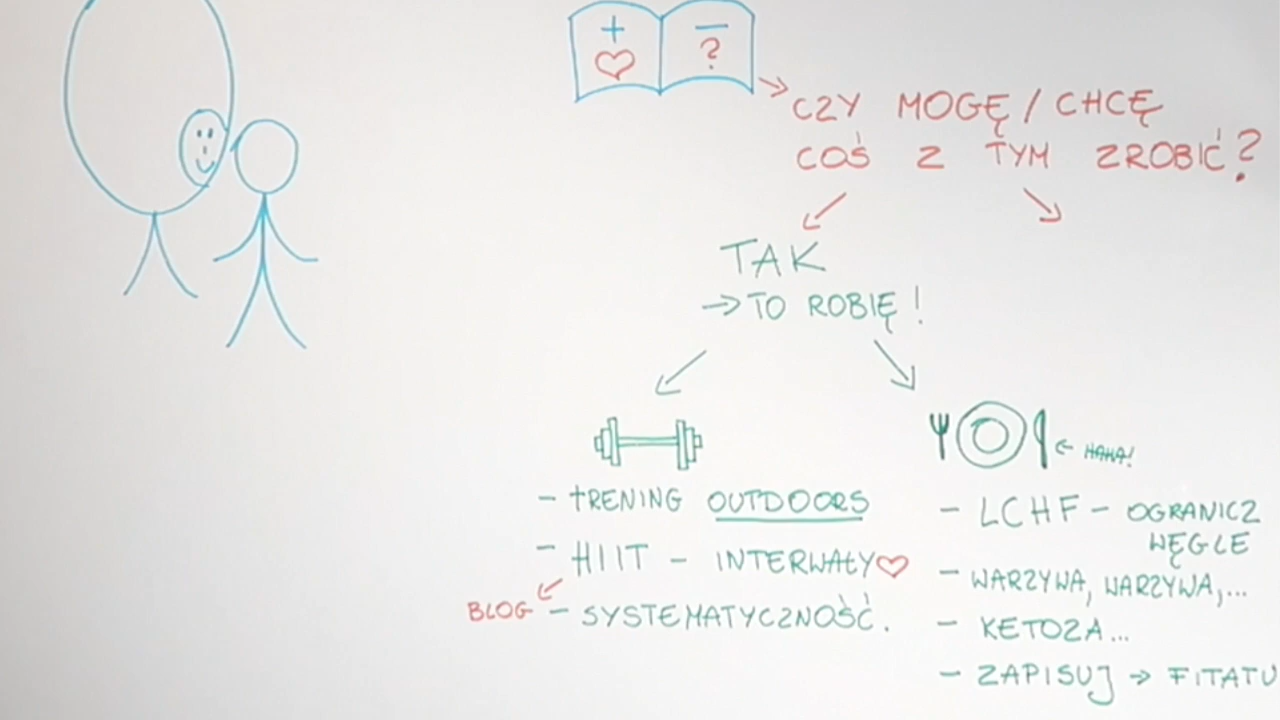 + −
?
CZY MOGĘ / CHCĘ
COŚ Z TYM ZROBIĆ?
TAK
→ TO ROBIĘ!
← HAHA!
- TRENING OUTDOORS
- HIIT - INTERWAŁY ♡
BLOG
- SYSTEMATYCZNOŚĆ.
- LCHF - OGRANICZ
WĘGLE
- WARZYWA, WARZYWA,...
- KETOZA...
- ZAPISUJ → FITATU